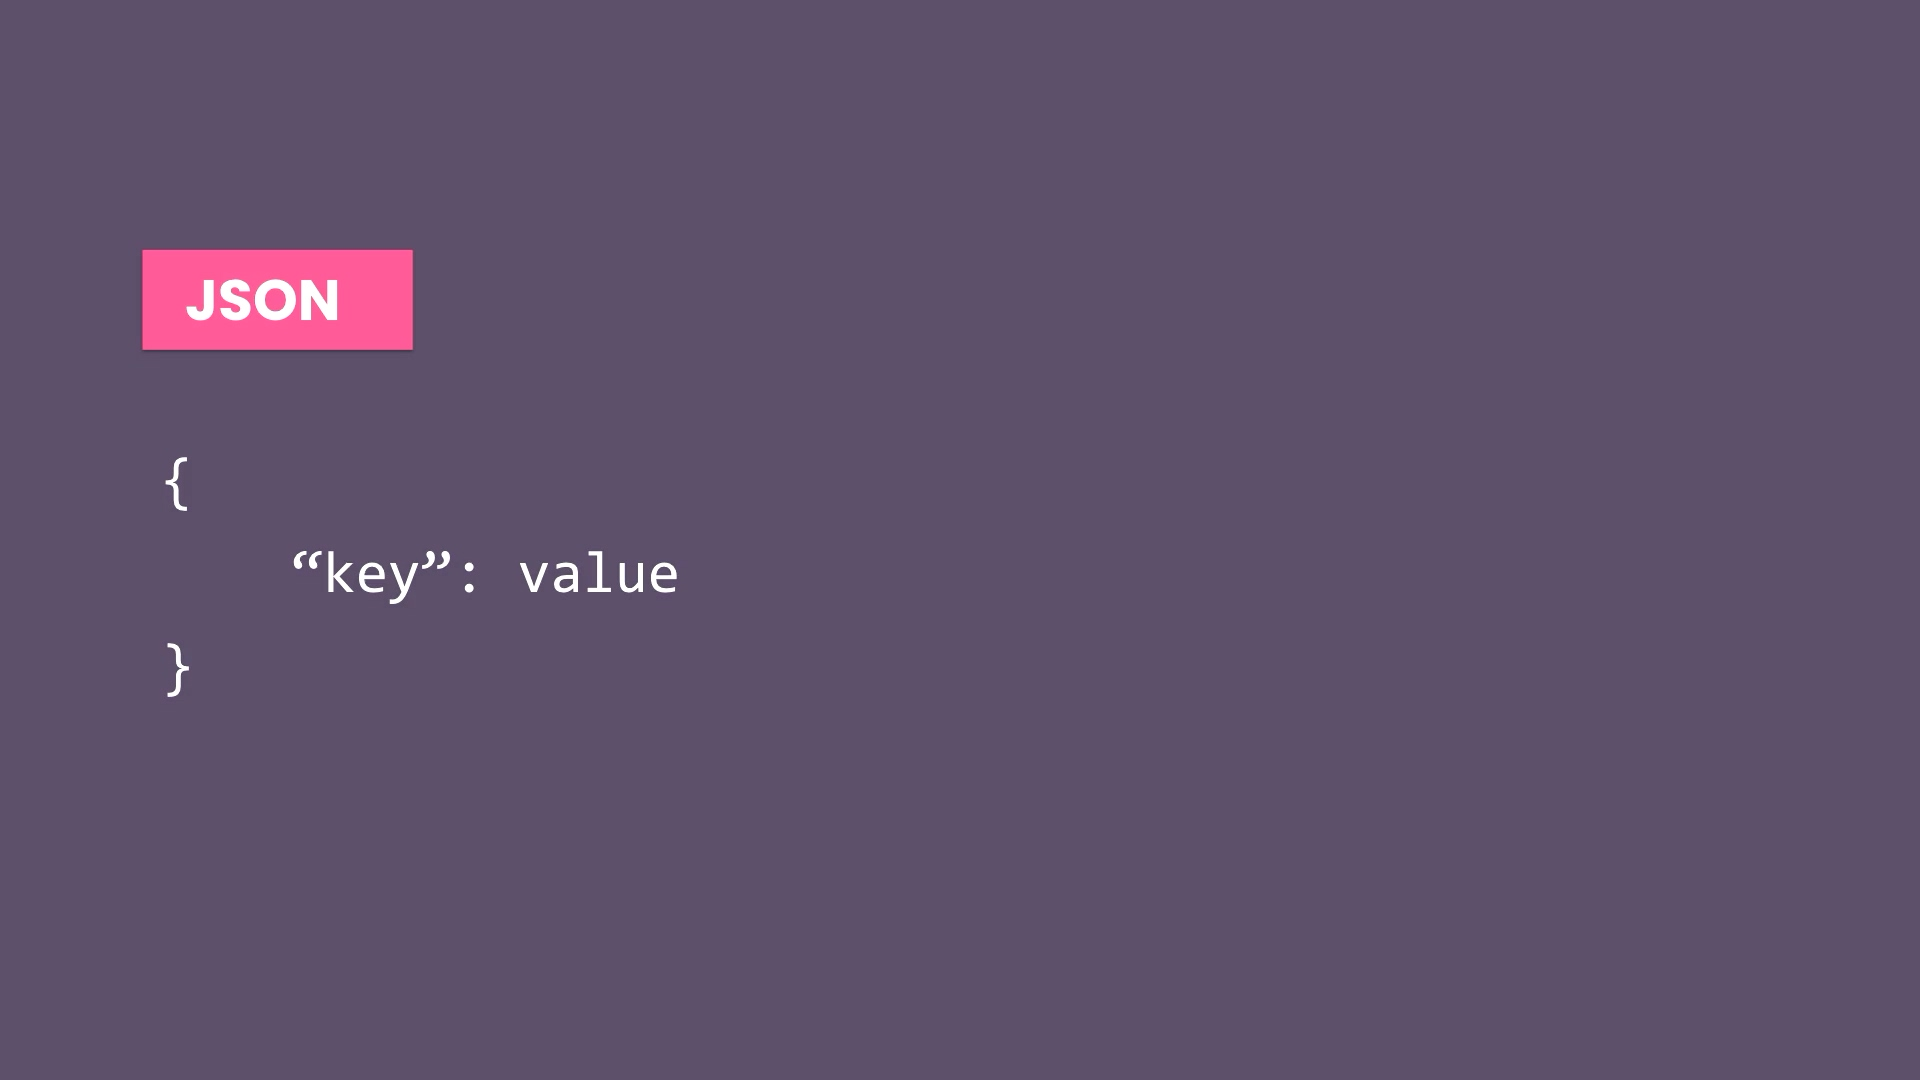 JSON
{
“key”: value
}